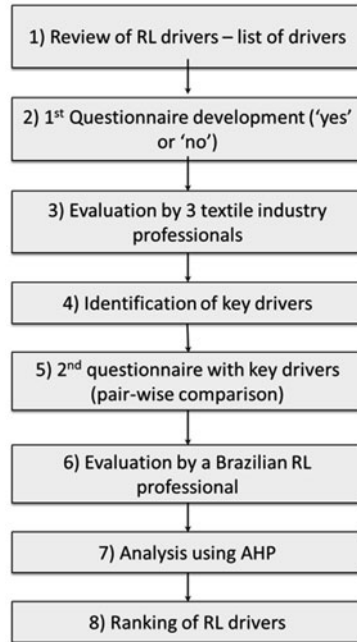 1) Review of RL drivers – list of drivers
2) 1st Questionnaire development (‘yes’
or ‘no’)
3) Evaluation by 3 textile industry
professionals
4) Identification of key drivers
5) 2nd questionnaire with key drivers
(pair-wise comparison)
6) Evaluation by a Brazilian RL
professional
7) Analysis using AHP
8) Ranking of RL drivers